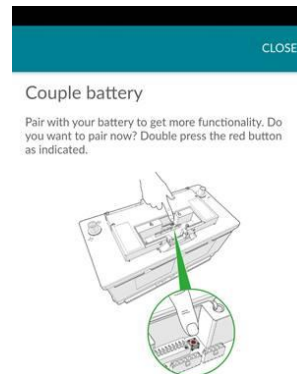 CLOSE
Couple battery
Pair with your battery to get more functionality. Do
you want to pair now? Double press the red button
as indicated.